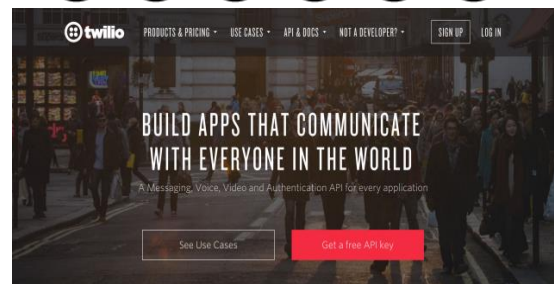 twilio PRODUCTS & PRICING USE CASES API & DOCS NOT A DEVELOPER? SIGN UP LOG IN
BUILD APPS THAT COMMUNICATE
WITH EVERYONE IN THE WORLD
A Messaging, Voice, Video and Authentication API for every application
See Use Cases Get a free API key